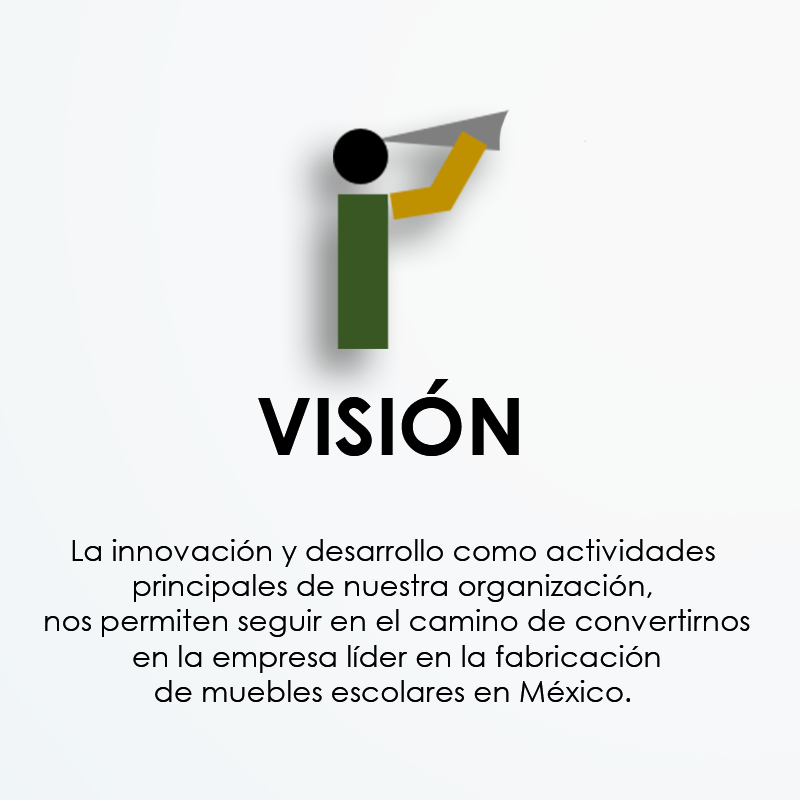 VISIÓN
La innovación y desarrollo como actividades
principales de nuestra organización,
nos permiten seguir en el camino de convertirnos
en la empresa líder en la fabricación
de muebles escolares en México.